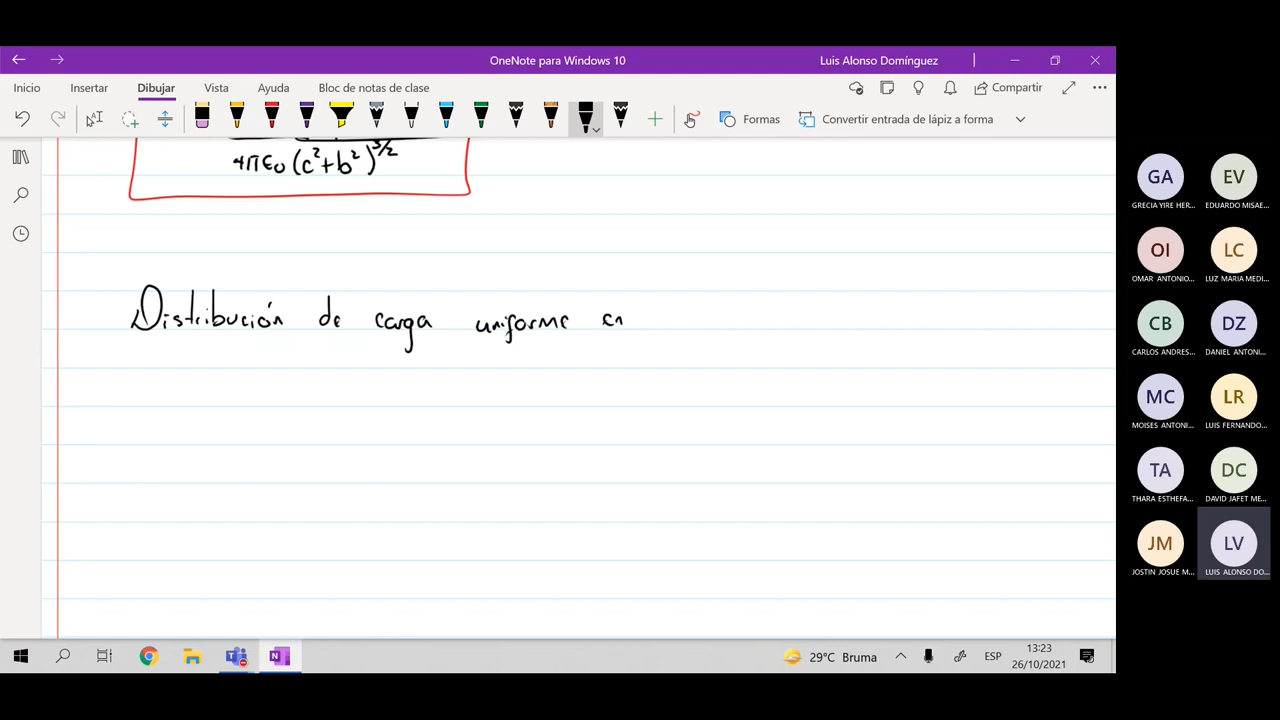 OneNote para Windows 10
Luis Alonso Domínguez
Inicio Insertar Dibujar Vista Ayuda Bloc de notas de clase Compartir
Formas Convertir entrada de lápiz a forma
4πε₀(c²+b²)^3/2
Distribución de carga uniforme en
GA EV
GRECIA YIRE HER... EDUARDO MISAE...
OI LC
OMAR ANTONIO... LUZ MARIA MEDI...
CB DZ
CARLOS ANDRES... DANIEL ANTONI...
MC LR
MOISES ANTONI... LUIS FERNANDO...
TA DC
THARA ESTHEFA... DAVID JAFET ME...
JM LV
JOSTIN JOSUE M... LUIS ALONSO DO...
29°C Bruma ESP 13:23
26/10/2021